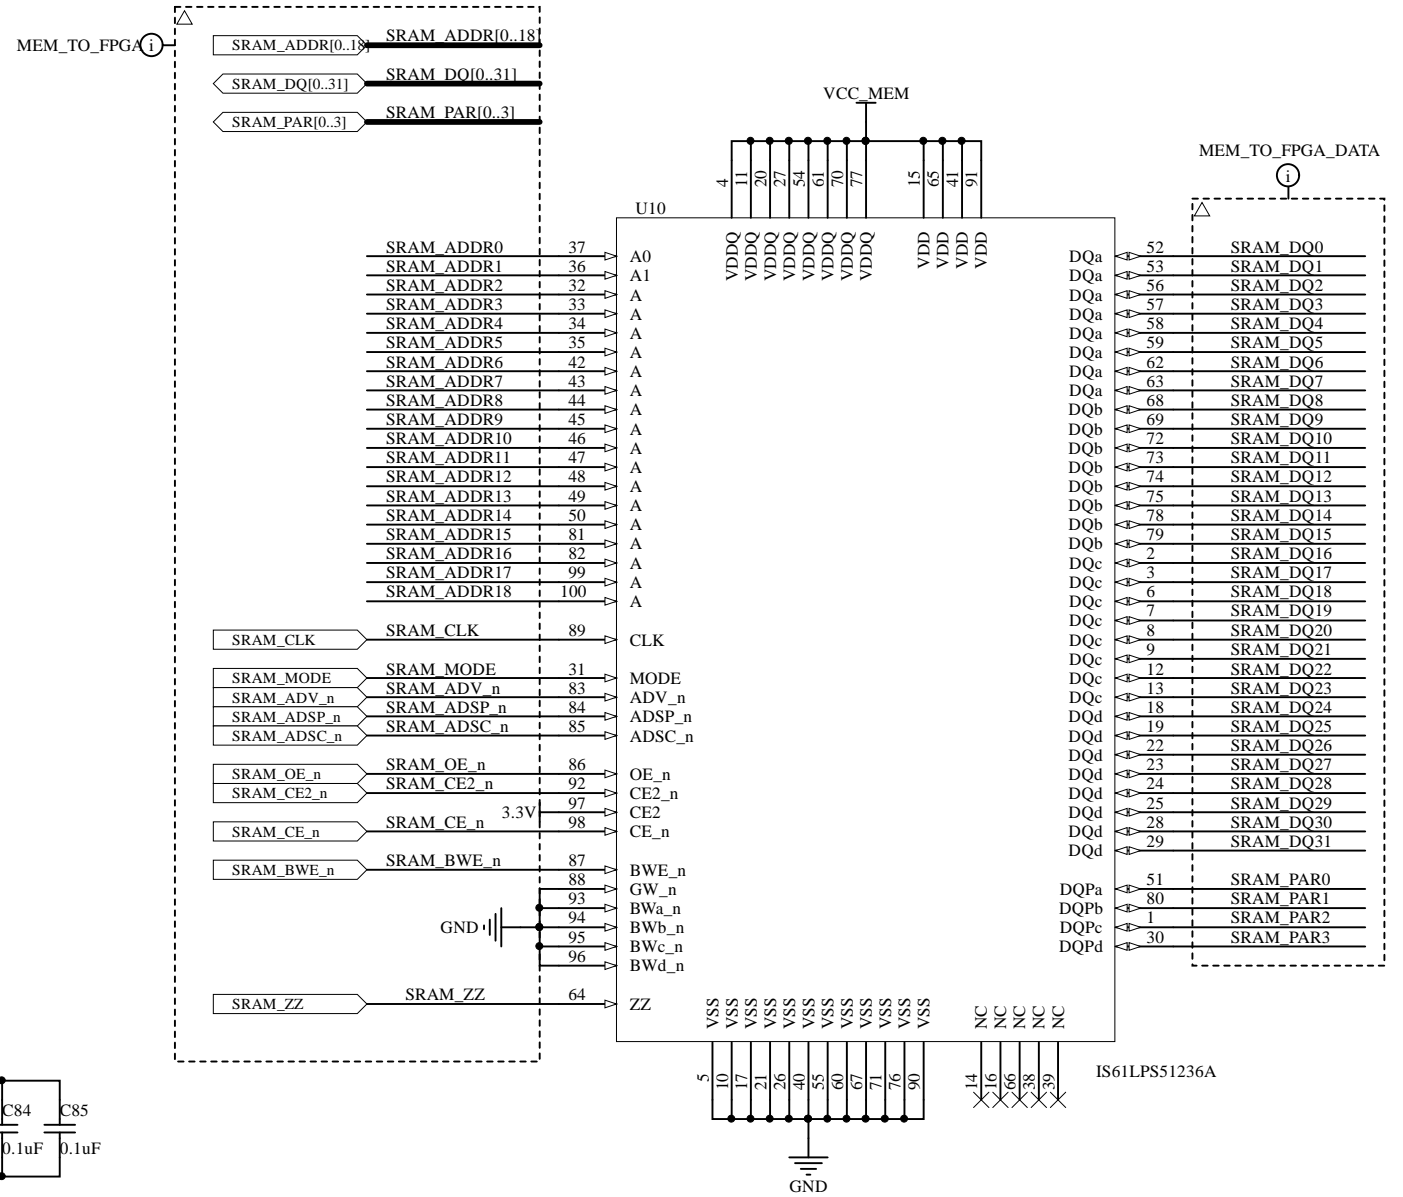 MEM_TO_FPGA i
SRAM_ADDR[0..18] SRAM_ADDR[0..18]
SRAM_DQ[0..31] SRAM_DQ[0..31]
SRAM_PAR[0..3] SRAM_PAR[0..3]
VCC_MEM
MEM_TO_FPGA_DATA
i
4 11 20 27 54 61 70 77 15 65 41 91
U10
VDDQ VDDQ VDDQ VDDQ VDDQ VDDQ VDDQ VDDQ VDD VDD VDD VDD
SRAM_ADDR0 37 A0 DQa 52 SRAM_DQ0
SRAM_ADDR1 36 A1 DQa 53 SRAM_DQ1
SRAM_ADDR2 32 A DQa 56 SRAM_DQ2
SRAM_ADDR3 33 A DQa 57 SRAM_DQ3
SRAM_ADDR4 34 A DQa 58 SRAM_DQ4
SRAM_ADDR5 35 A DQa 59 SRAM_DQ5
SRAM_ADDR6 42 A DQa 62 SRAM_DQ6
SRAM_ADDR7 43 A DQa 63 SRAM_DQ7
SRAM_ADDR8 44 A DQb 68 SRAM_DQ8
SRAM_ADDR9 45 A DQb 69 SRAM_DQ9
SRAM_ADDR10 46 A DQb 72 SRAM_DQ10
SRAM_ADDR11 47 A DQb 73 SRAM_DQ11
SRAM_ADDR12 48 A DQb 74 SRAM_DQ12
SRAM_ADDR13 49 A DQb 75 SRAM_DQ13
SRAM_ADDR14 50 A DQb 78 SRAM_DQ14
SRAM_ADDR15 81 A DQb 79 SRAM_DQ15
SRAM_ADDR16 82 A DQc 2 SRAM_DQ16
SRAM_ADDR17 99 A DQc 3 SRAM_DQ17
SRAM_ADDR18 100 A DQc 6 SRAM_DQ18
DQc 7 SRAM_DQ19
SRAM_CLK SRAM_CLK 89 CLK DQc 8 SRAM_DQ20
DQc 9 SRAM_DQ21
SRAM_MODE SRAM_MODE 31 MODE DQc 12 SRAM_DQ22
SRAM_ADV_n SRAM_ADV_n 83 ADV_n DQc 13 SRAM_DQ23
SRAM_ADSP_n SRAM_ADSP_n 84 ADSP_n DQd 18 SRAM_DQ24
SRAM_ADSC_n SRAM_ADSC_n 85 ADSC_n DQd 19 SRAM_DQ25
DQd 22 SRAM_DQ26
SRAM_OE_n SRAM_OE_n 86 OE_n DQd 23 SRAM_DQ27
SRAM_CE2_n SRAM_CE2_n 92 CE2_n DQd 24 SRAM_DQ28
3.3V 97 CE2 DQd 25 SRAM_DQ29
SRAM_CE_n SRAM_CE_n 98 CE_n DQd 28 SRAM_DQ30
DQd 29 SRAM_DQ31
SRAM_BWE_n SRAM_BWE_n 87 BWE_n
88 GW_n DQPa 51 SRAM_PAR0
93 BWa_n DQPb 80 SRAM_PAR1
GND 94 BWb_n DQPc 1 SRAM_PAR2
95 BWc_n DQPd 30 SRAM_PAR3
96 BWd_n
SRAM_ZZ SRAM_ZZ 64 ZZ
VSS VSS VSS VSS VSS VSS VSS VSS VSS VSS VSS VSS NC NC NC NC NC
5 10 17 21 26 40 55 60 67 71 76 90 14 16 66 38 39
IS61LPS51236A
C84 C85
0.1uF 0.1uF
GND